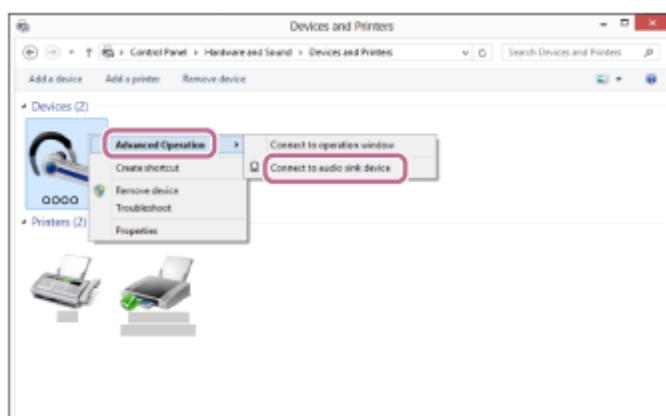 Devices and Printers
Control Panel › Hardware and Sound › Devices and Printers
Search Devices and Printers
Add a device Add a printer Remove device
Devices (2)
Advanced Operation
Connect to operation window
Create shortcut
Connect to audio sink device
Remove device
OOOO
Troubleshoot
Printers (2)
Properties